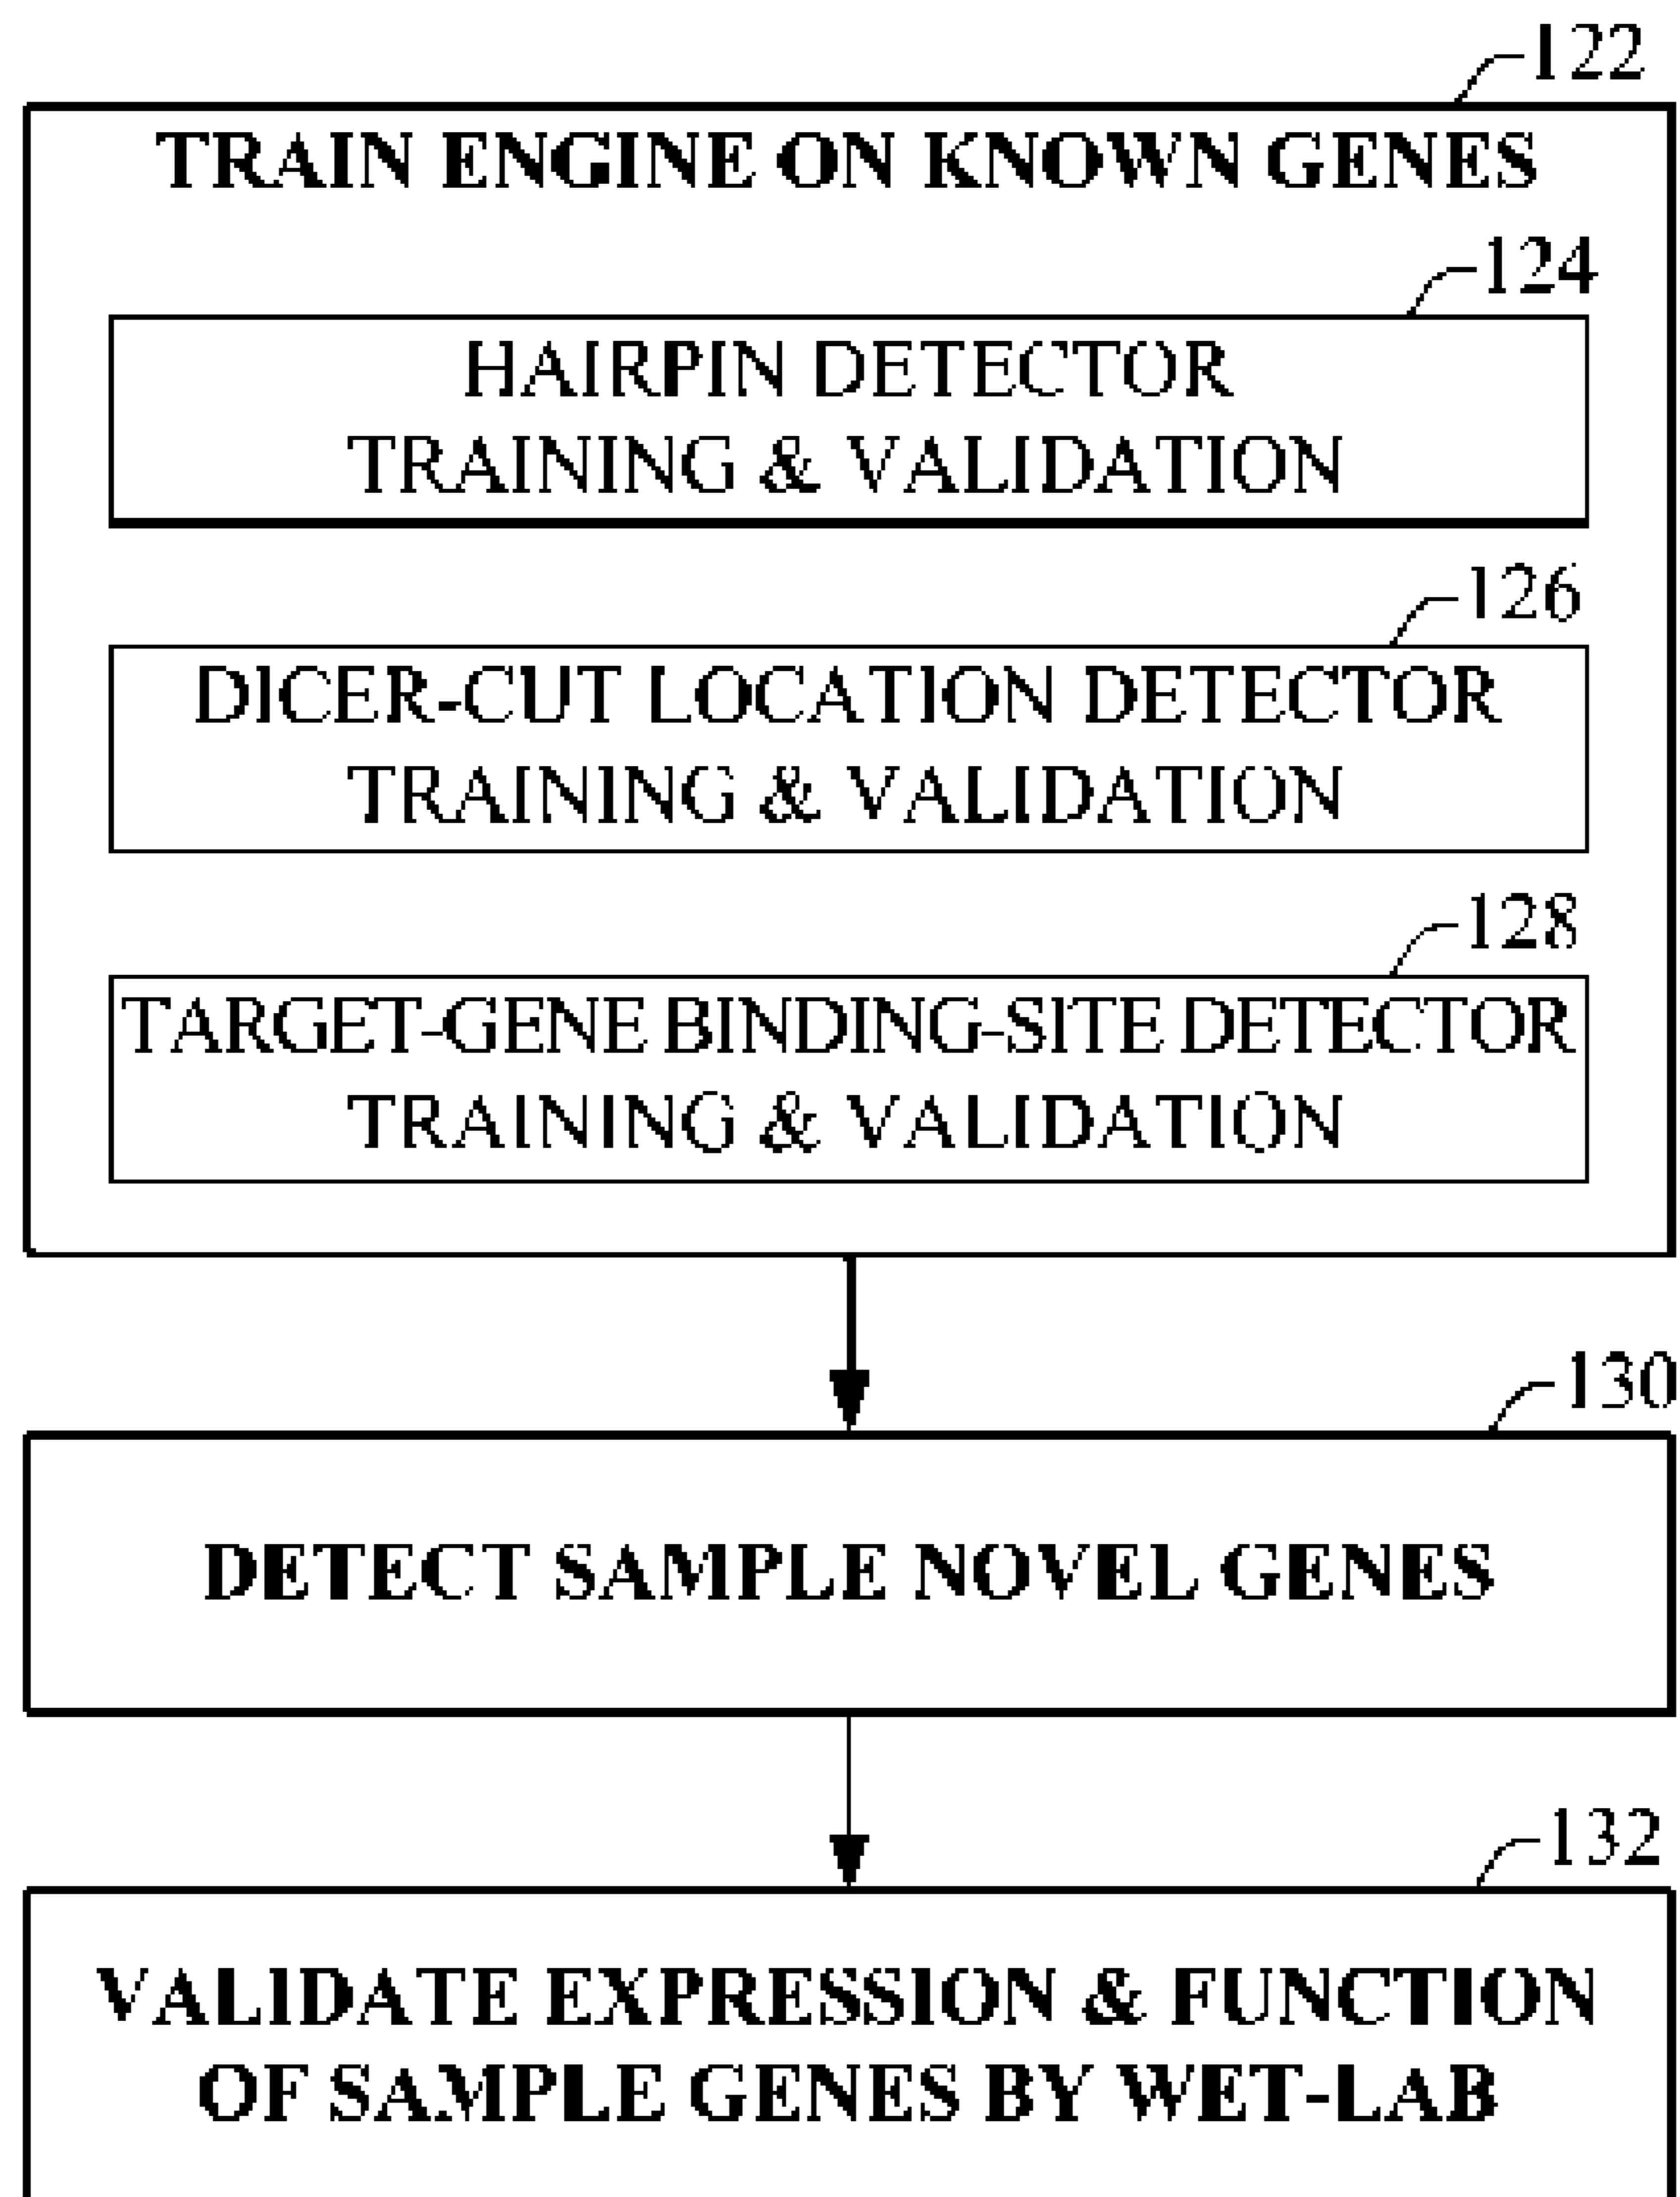 122
TRAIN ENGINE ON KNOWN GENES
124
HAIRPIN DETECTOR
TRAINING & VALIDATION
126
DICER-CUT LOCATION DETECTOR
TRAINING & VALIDATION
128
TARGET-GENE BINDING-SITE DETECTOR
TRAINING & VALIDATION
130
DETECT SAMPLE NOVEL GENES
132
VALIDATE EXPRESSION & FUNCTION
OF SAMPLE GENES BY WET-LAB